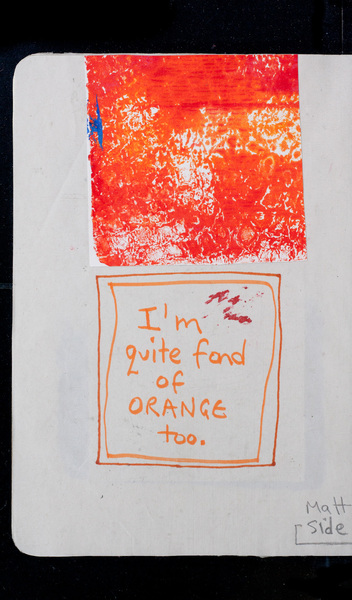 I'm
quite fond
of
ORANGE
too.
Matt
Side